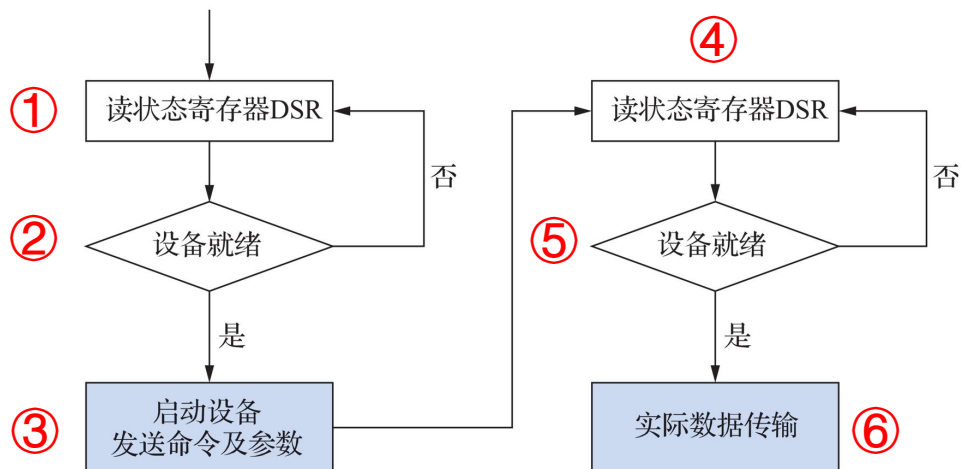 ①
读状态寄存器DSR
否
②
设备就绪
是
③
启动设备
发送命令及参数
④
读状态寄存器DSR
否
⑤
设备就绪
是
实际数据传输
⑥